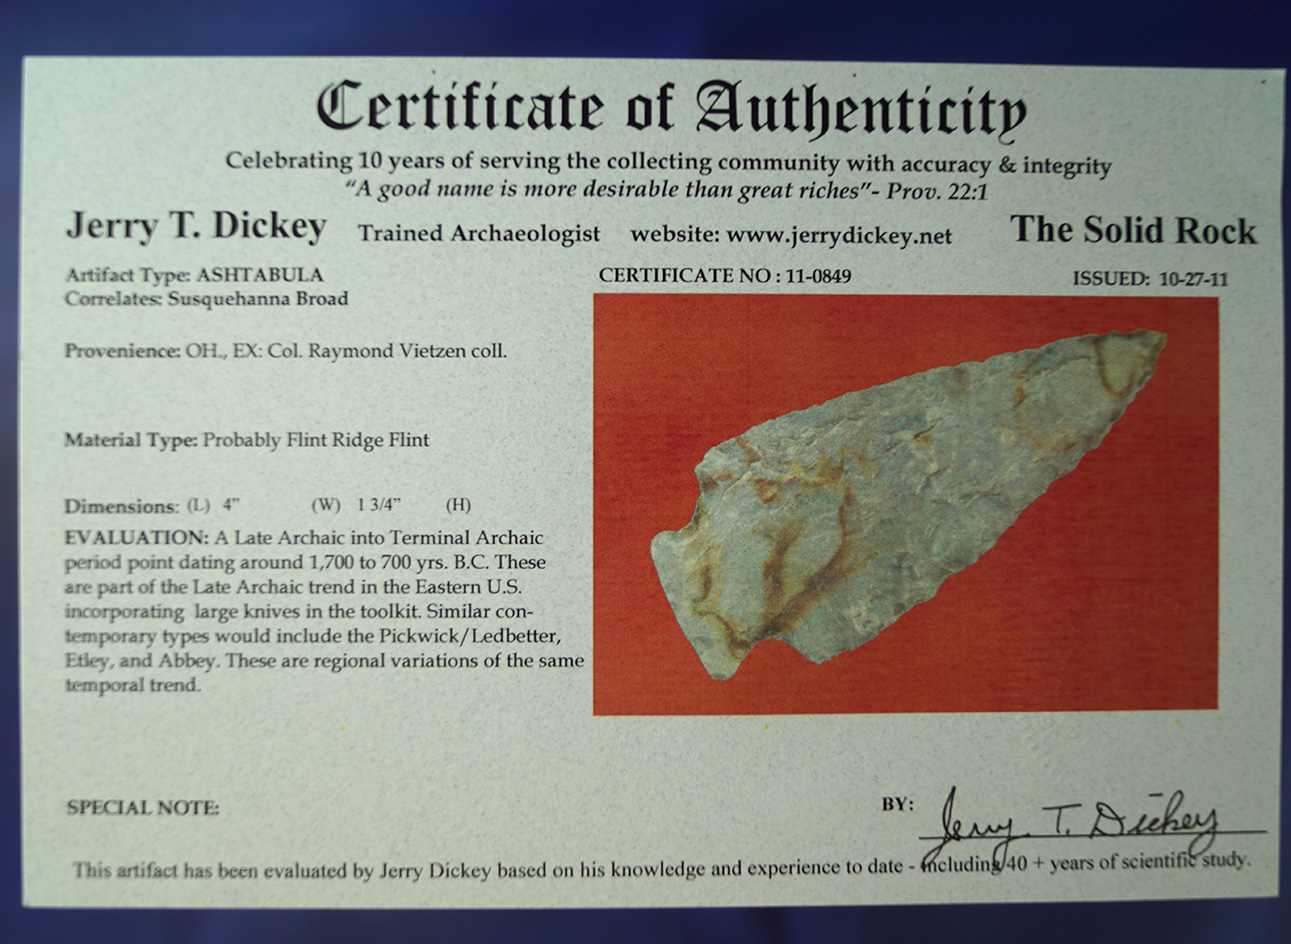 Certificate of Authenticity
Celebrating 10 years of serving the collecting community with accuracy & integrity
"A good name is more desirable than great riches"- Prov. 22:1
Jerry T. Dickey Trained Archaeologist website: www.jerrydickey.net The Solid Rock
Artifact Type: ASHTABULA
Correlates: Susquehanna Broad
CERTIFICATE NO : 11-0849 ISSUED: 10-27-11
Provenience: OH., EX: Col. Raymond Vietzen coll.
Material Type: Probably Flint Ridge Flint
Dimensions: (L) 4" (W) 1 3/4" (H)
EVALUATION: A Late Archaic into Terminal Archaic
period point dating around 1,700 to 700 yrs. B.C. These
are part of the Late Archaic trend in the Eastern U.S.
incorporating large knives in the toolkit. Similar con-
temporary types would include the Pickwick/Ledbetter,
Etley, and Abbey. These are regional variations of the same
temporal trend.
SPECIAL NOTE:
BY: Jerry T. Dickey
This artifact has been evaluated by Jerry Dickey based on his knowledge and experience to date - including 40 + years of scientific study.